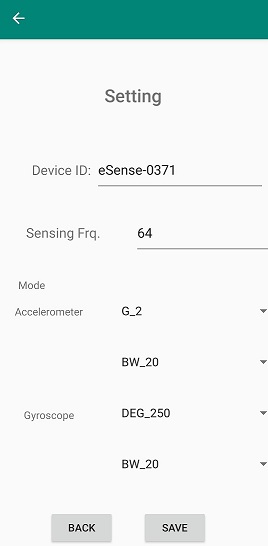 Setting
Device ID: eSense-0371
Sensing Frq. 64
Mode
Accelerometer G_2
BW_20
Gyroscope DEG_250
BW_20
BACK SAVE